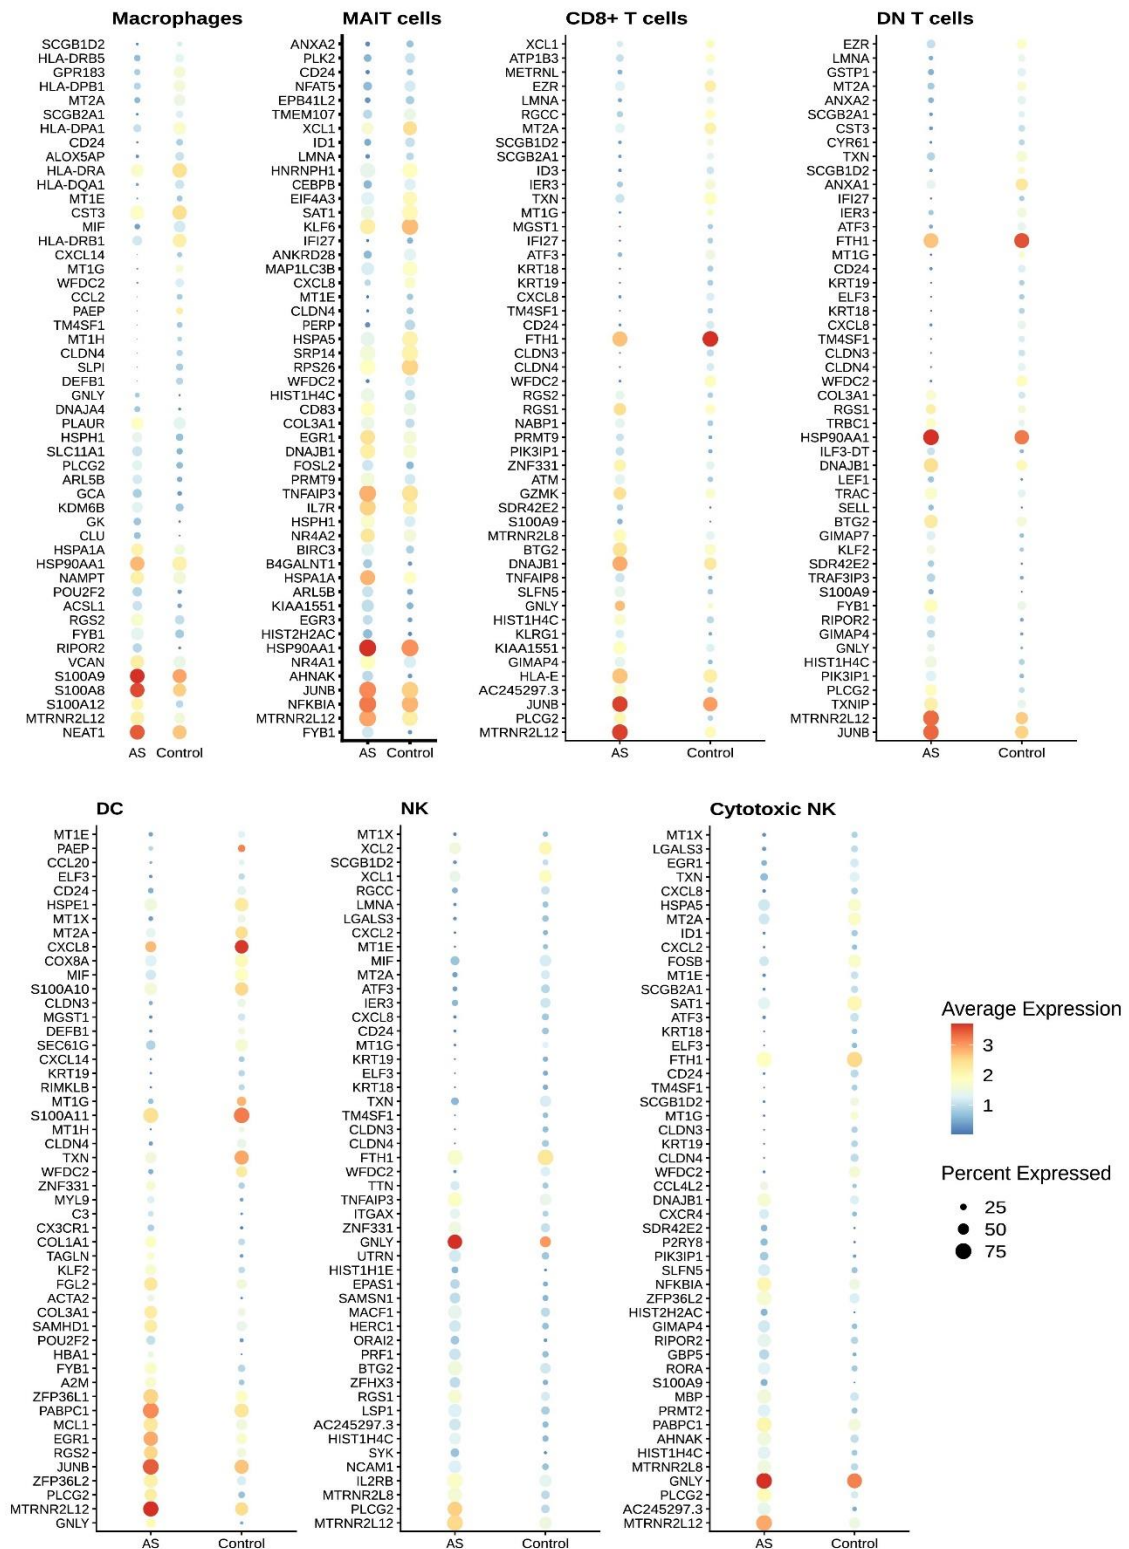 Macrophages
SCGB1D2
HLA-DRB5
GPR183
HLA-DPB1
MT2A
SCGB2A1
HLA-DPA1
CD24
ALOX5AP
HLA-DRA
HLA-DQA1
MT1E
CST3
MIF
HLA-DRB1
CXCL14
MT1G
WFDC2
CCL2
PAEP
TM4SF1
MT1H
CLDN4
SLPI
DEFB1
GNLY
DNAJA4
PLAUR
HSPH1
SLC11A1
PLCG2
ARL5B
GCA
KDM6B
GK
CLU
HSPA1A
HSP90AA1
NAMPT
POU2F2
ACSL1
RGS2
FYB1
RIPOR2
VCAN
S100A9
S100A8
S100A12
MTRNR2L12
NEAT1
AS Control
MAIT cells
ANXA2
PLK2
CD24
NFAT5
EPB41L2
TMEM107
XCL1
ID1
LMNA
HNRNPH1
CEBPB
EIF4A3
SAT1
KLF6
IFI27
ANKRD28
MAP1LC3B
CXCL8
MT1E
CLDN4
PERP
HSPA5
SRP14
RPS26
WFDC2
HIST1H4C
CD83
COL3A1
EGR1
DNAJB1
FOSL2
PRMT9
TNFAIP3
IL7R
HSPH1
NR4A2
BIRC3
B4GALNT1
HSPA1A
ARL5B
KIAA1551
EGR3
HIST2H2AC
HSP90AA1
NR4A1
AHNAK
JUNB
NFKBIA
MTRNR2L12
FYB1
AS Control
CD8+ T cells
XCL1
ATP1B3
METRNL
EZR
LMNA
RGCC
MT2A
SCGB1D2
SCGB2A1
ID3
IER3
TXN
MT1G
MGST1
IFI27
ATF3
KRT18
KRT19
CXCL8
TM4SF1
CD24
FTH1
CLDN3
CLDN4
WFDC2
RGS2
RGS1
NABP1
PRMT9
PIK3IP1
ZNF331
ATM
GZMK
SDR42E2
S100A9
MTRNR2L8
BTG2
DNAJB1
TNFAIP8
SLFN5
GNLY
HIST1H4C
KLRG1
KIAA1551
GIMAP4
HLA-E
AC245297.3
JUNB
PLCG2
MTRNR2L12
AS Control
DN T cells
EZR
LMNA
GSTP1
MT2A
ANXA2
SCGB2A1
CST3
CYR61
TXN
SCGB1D2
ANXA1
IFI27
IER3
ATF3
FTH1
MT1G
CD24
KRT19
ELF3
KRT18
CXCL8
TM4SF1
CLDN3
CLDN4
WFDC2
COL3A1
RGS1
TRBC1
HSP90AA1
ILF3-DT
DNAJB1
LEF1
TRAC
SELL
BTG2
GIMAP7
KLF2
SDR42E2
TRAF3IP3
S100A9
FYB1
RIPOR2
GIMAP4
GNLY
HIST1H4C
PIK3IP1
PLCG2
TXNIP
MTRNR2L12
JUNB
AS Control
DC
MT1E
PAEP
CCL20
ELF3
CD24
HSPE1
MT1X
MT2A
CXCL8
COX8A
MIF
S100A10
CLDN3
MGST1
DEFB1
SEC61G
CXCL14
KRT19
RIMKLB
MT1G
S100A11
MT1H
CLDN4
TXN
WFDC2
ZNF331
MYL9
C3
CX3CR1
COL1A1
TAGLN
KLF2
FGL2
ACTA2
COL3A1
SAMHD1
POU2F2
HBA1
FYB1
A2M
ZFP36L1
PABPC1
MCL1
EGR1
RGS2
JUNB
ZFP36L2
PLCG2
MTRNR2L12
GNLY
AS Control
NK
MT1X
XCL2
SCGB1D2
XCL1
RGCC
LMNA
LGALS3
CXCL2
MT1E
MIF
MT2A
ATF3
IER3
CXCL8
CD24
MT1G
KRT19
ELF3
KRT18
TXN
TM4SF1
CLDN3
CLDN4
FTH1
WFDC2
TTN
TNFAIP3
ITGAX
ZNF331
GNLY
UTRN
HIST1H1E
EPAS1
SAMSN1
MACF1
HERC1
ORAI2
PRF1
BTG2
ZFHX3
RGS1
LSP1
AC245297.3
HIST1H4C
SYK
NCAM1
IL2RB
MTRNR2L8
PLCG2
MTRNR2L12
AS Control
Cytotoxic NK
MT1X
LGALS3
EGR1
TXN
CXCL8
HSPA5
MT2A
ID1
CXCL2
FOSB
MT1E
SCGB2A1
SAT1
ATF3
KRT18
ELF3
FTH1
CD24
TM4SF1
SCGB1D2
MT1G
CLDN3
KRT19
CLDN4
WFDC2
CCL4L2
DNAJB1
CXCR4
SDR42E2
P2RY8
PIK3IP1
SLFN5
NFKBIA
ZFP36L2
HIST2H2AC
GIMAP4
RIPOR2
GBP5
RORA
S100A9
MBP
PRMT2
PABPC1
AHNAK
HIST1H4C
MTRNR2L8
GNLY
PLCG2
AC245297.3
MTRNR2L12
AS Control
Average Expression
3
2
1
Percent Expressed
25
50
75